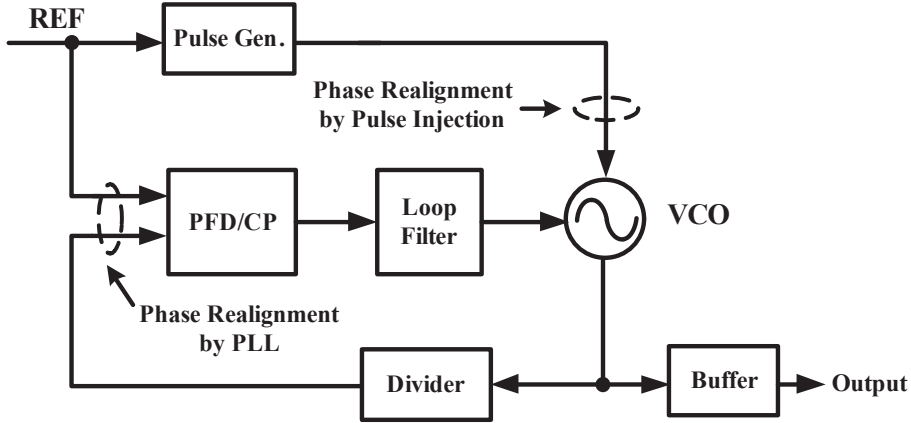 REF
Pulse Gen.
Phase Realignment
by Pulse Injection
PFD/CP
Loop
Filter
VCO
Phase Realignment
by PLL
Divider
Buffer
Output